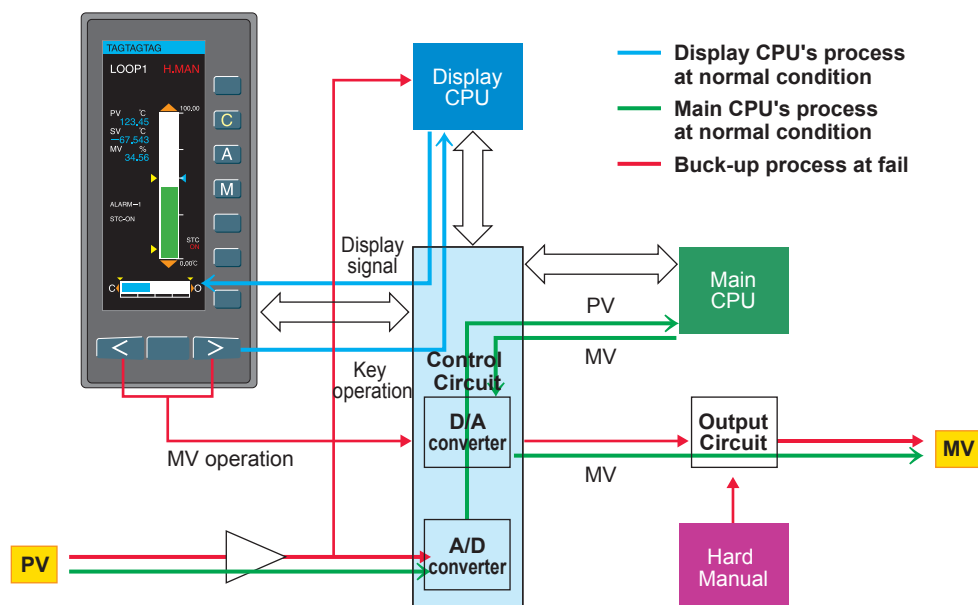 TAGTAGTAG
LOOP1 H.MAN
PV ℃
123.45
SV ℃
—67.543
MV %
34.56
100.00
ALARM–1
STC-ON
STC
ON
0.00℃
C O
C
A
M
< >
Display
CPU
Display CPU's process
at normal condition
Main CPU's process
at normal condition
Buck-up process at fail
Display
signal
Key
operation
MV operation
Control
Circuit
PV
MV
Main
CPU
D/A
converter
MV
Output
Circuit
MV
PV
A/D
converter
Hard
Manual